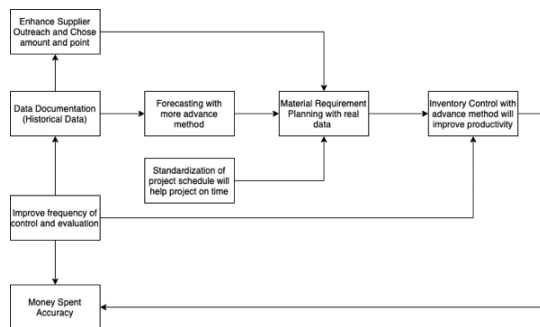 Enhance Supplier
Outreach and Chose
amount and point
Data Documentation
(Historical Data)
Forecasting with
more advance
method
Material Requirement
Planning with real
data
Inventory Control with
advance method will
improve productivity
Standardization of
project schedule will
help project on time
Improve frequency of
control and evaluation
Money Spent
Accuracy